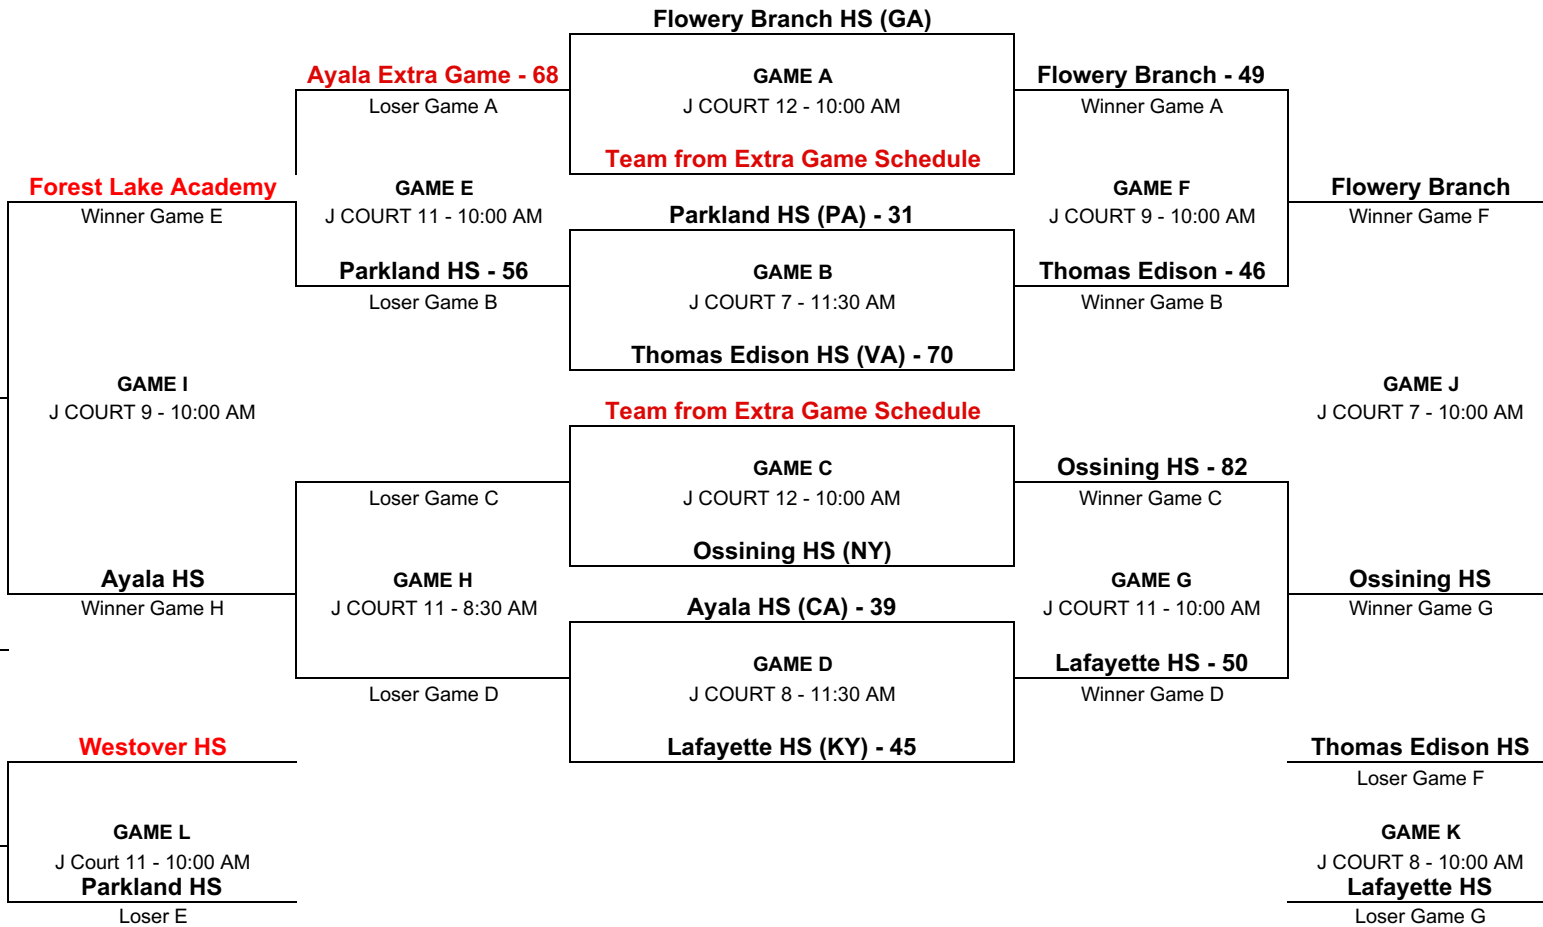 Flowery Branch HS (GA)
Ayala Extra Game - 68
GAME A
Flowery Branch - 49
Loser Game A
J COURT 12 - 10:00 AM
Winner Game A
Team from Extra Game Schedule
Forest Lake Academy
GAME E
GAME F
Flowery Branch
Winner Game E
J COURT 11 - 10:00 AM
Parkland HS (PA) - 31
J COURT 9 - 10:00 AM
Winner Game F
Parkland HS - 56
GAME B
Thomas Edison - 46
Loser Game B
J COURT 7 - 11:30 AM
Winner Game B
Thomas Edison HS (VA) - 70
GAME I
GAME J
J COURT 9 - 10:00 AM
Team from Extra Game Schedule
J COURT 7 - 10:00 AM
GAME C
Ossining HS - 82
Loser Game C
J COURT 12 - 10:00 AM
Winner Game C
Ossining HS (NY)
Ayala HS
GAME H
GAME G
Ossining HS
Winner Game H
J COURT 11 - 8:30 AM
Ayala HS (CA) - 39
J COURT 11 - 10:00 AM
Winner Game G
GAME D
Lafayette HS - 50
Loser Game D
J COURT 8 - 11:30 AM
Winner Game D
Westover HS
Lafayette HS (KY) - 45
Thomas Edison HS
Loser Game F
GAME L
GAME K
J Court 11 - 10:00 AM
J COURT 8 - 10:00 AM
Parkland HS
Lafayette HS
Loser E
Loser Game G